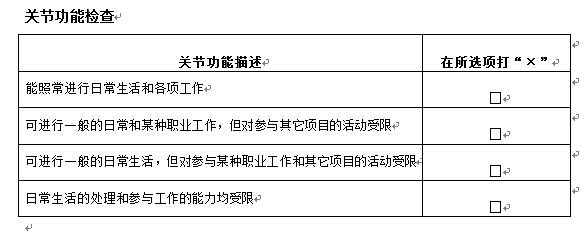 关节功能检查
关节功能描述 在所选项打“×”
能照常进行日常生活和各项工作 □
可进行一般的日常和某种职业工作，但对参与其它项目的活动受限 □
可进行一般的日常生活，但对参与某种职业工作和其它项目的活动受限 □
日常生活的处理和参与工作的能力均受限 □